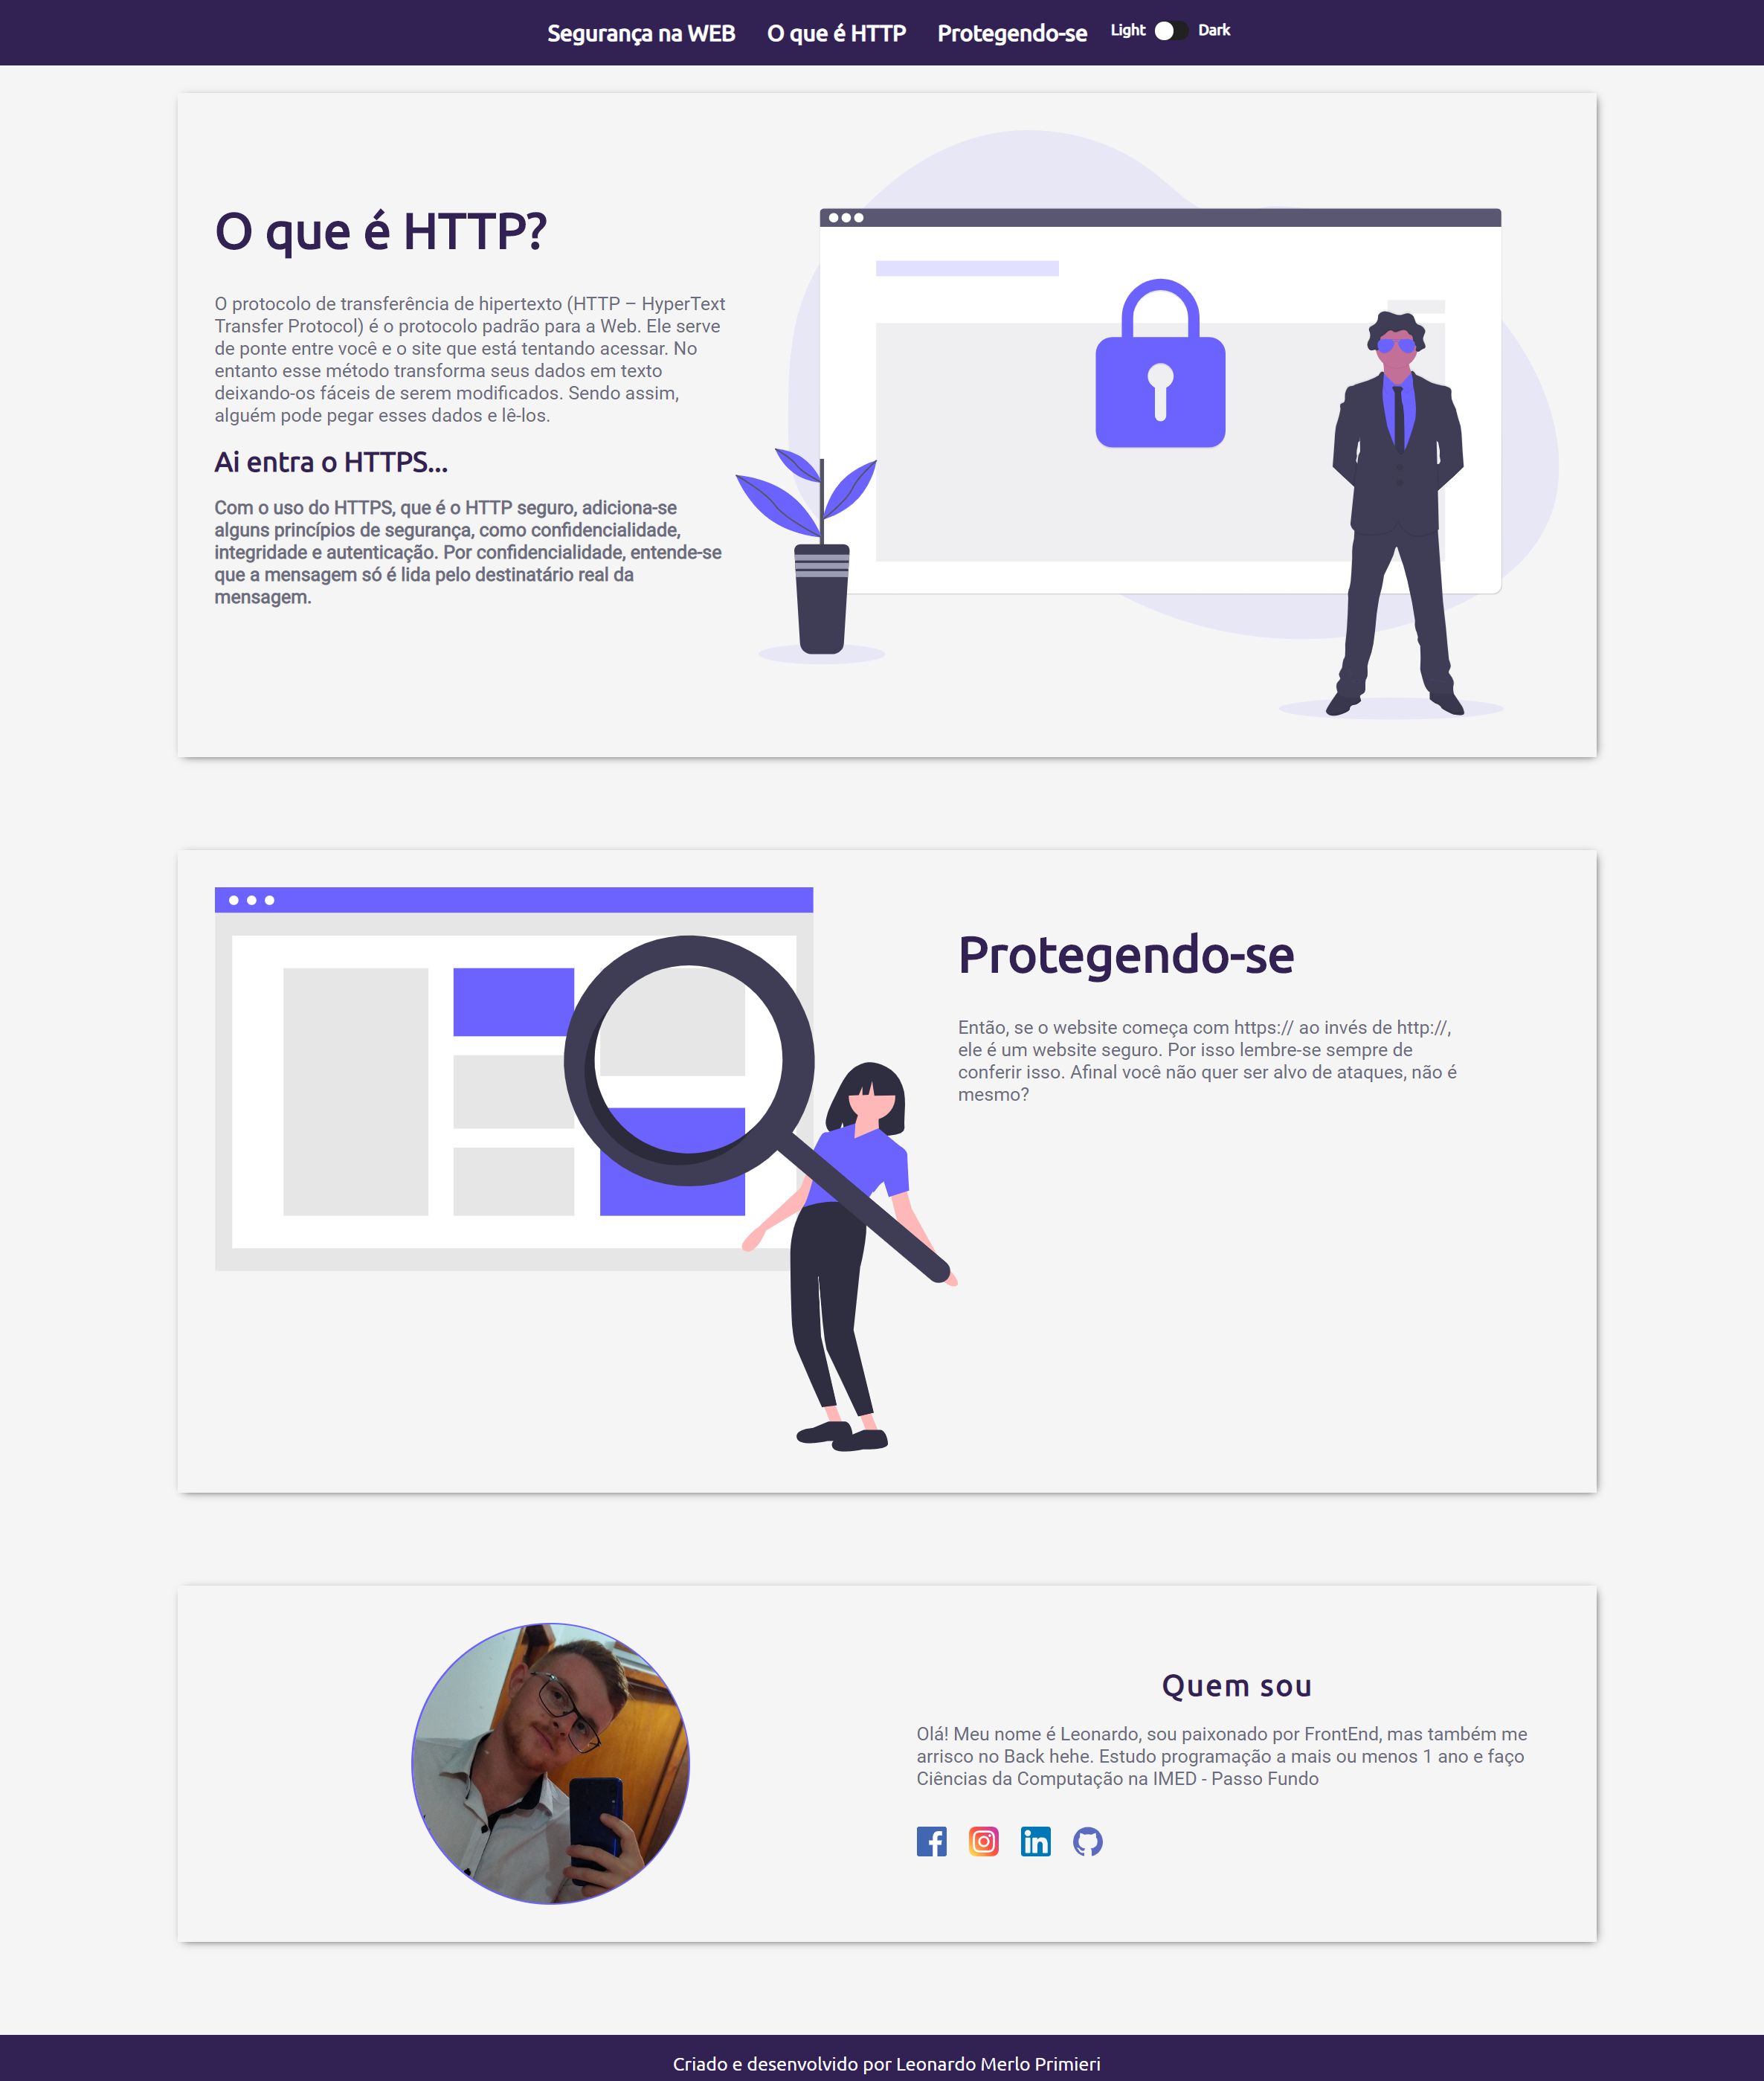 Segurança na WEB O que é HTTP Protegendo-se Light Dark
O que é HTTP?
O protocolo de transferência de hipertexto (HTTP – HyperText
Transfer Protocol) é o protocolo padrão para a Web. Ele serve
de ponte entre você e o site que está tentando acessar. No
entanto esse método transforma seus dados em texto
deixando-os fáceis de serem modificados. Sendo assim,
alguém pode pegar esses dados e lê-los.
Ai entra o HTTPS...
Com o uso do HTTPS, que é o HTTP seguro, adiciona-se
alguns princípios de segurança, como confidencialidade,
integridade e autenticação. Por confidencialidade, entende-se
que a mensagem só é lida pelo destinatário real da
mensagem.
Protegendo-se
Então, se o website começa com https:// ao invés de http://,
ele é um website seguro. Por isso lembre-se sempre de
conferir isso. Afinal você não quer ser alvo de ataques, não é
mesmo?
Quem sou
Olá! Meu nome é Leonardo, sou paixonado por FrontEnd, mas também me
arrisco no Back hehe. Estudo programação a mais ou menos 1 ano e faço
Ciências da Computação na IMED - Passo Fundo
Criado e desenvolvido por Leonardo Merlo Primieri